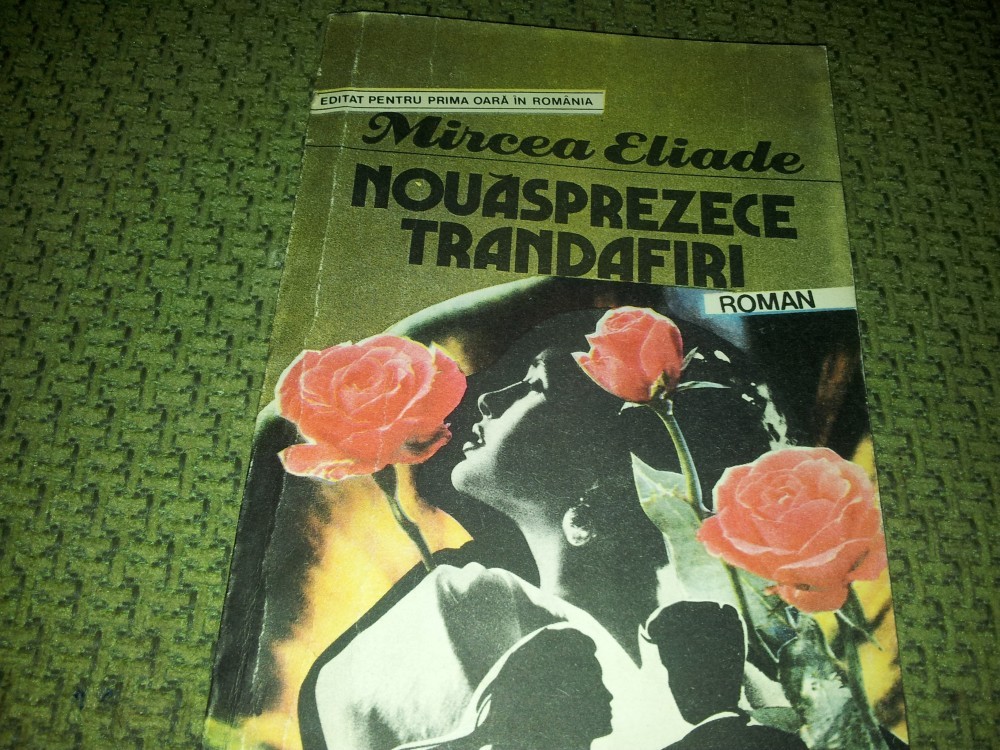 EDITAT PENTRU PRIMA OARĂ ÎN ROMÂNIA
Mircea Eliade
NOUĂSPREZECE
TRANDAFIRI
ROMAN